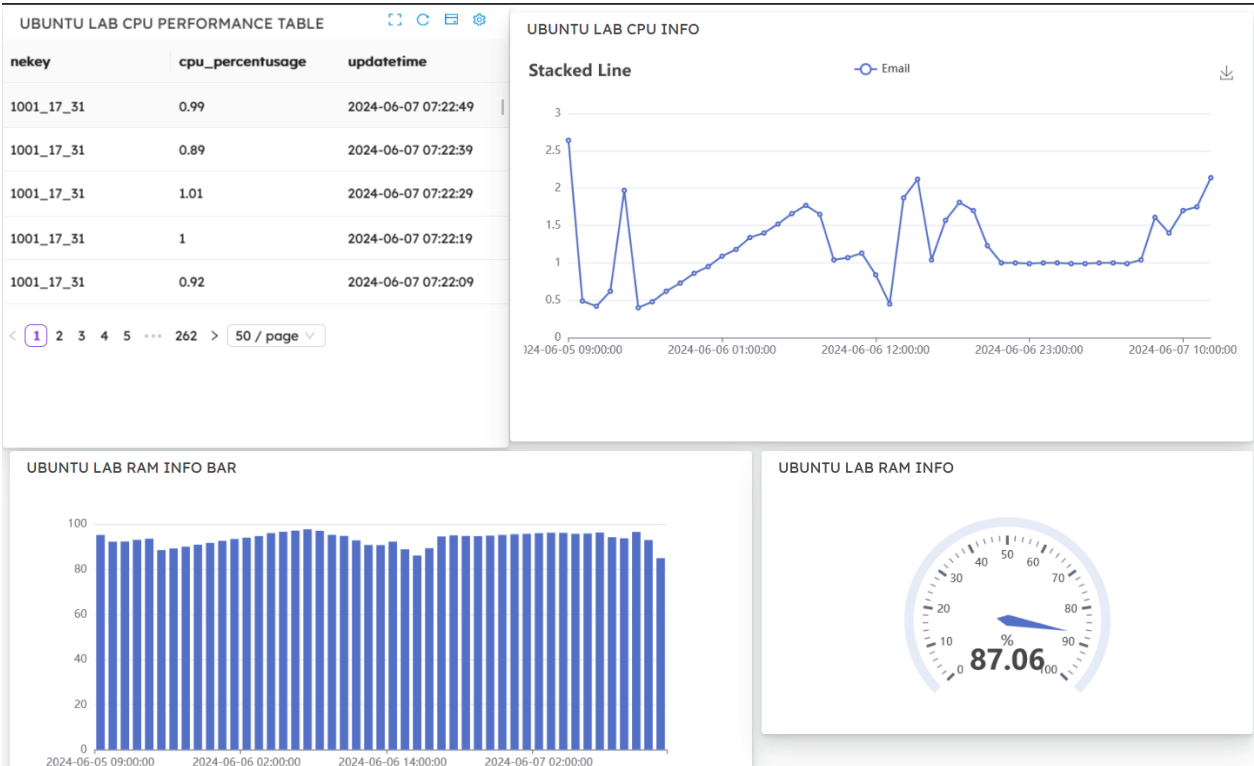 UBUNTU LAB CPU PERFORMANCE TABLE
nekey cpu_percentusage updatetime
1001_17_31 0.99 2024-06-07 07:22:49
1001_17_31 0.89 2024-06-07 07:22:39
1001_17_31 1.01 2024-06-07 07:22:29
1001_17_31 1 2024-06-07 07:22:19
1001_17_31 0.92 2024-06-07 07:22:09
< 1 2 3 4 5 ••• 262 > 50 / page
UBUNTU LAB CPU INFO
Stacked Line
Email
3
2.5
2
1.5
1
0.5
0
)24-06-05 09:00:00 2024-06-06 01:00:00 2024-06-06 12:00:00 2024-06-06 23:00:00 2024-06-07 10:00:00
UBUNTU LAB RAM INFO BAR
100
80
60
40
20
0
2024-06-05 09:00:00 2024-06-06 02:00:00 2024-06-06 14:00:00 2024-06-07 02:00:00
UBUNTU LAB RAM INFO
0
10
20
30
40
50
60
70
80
90
100
%
87.06